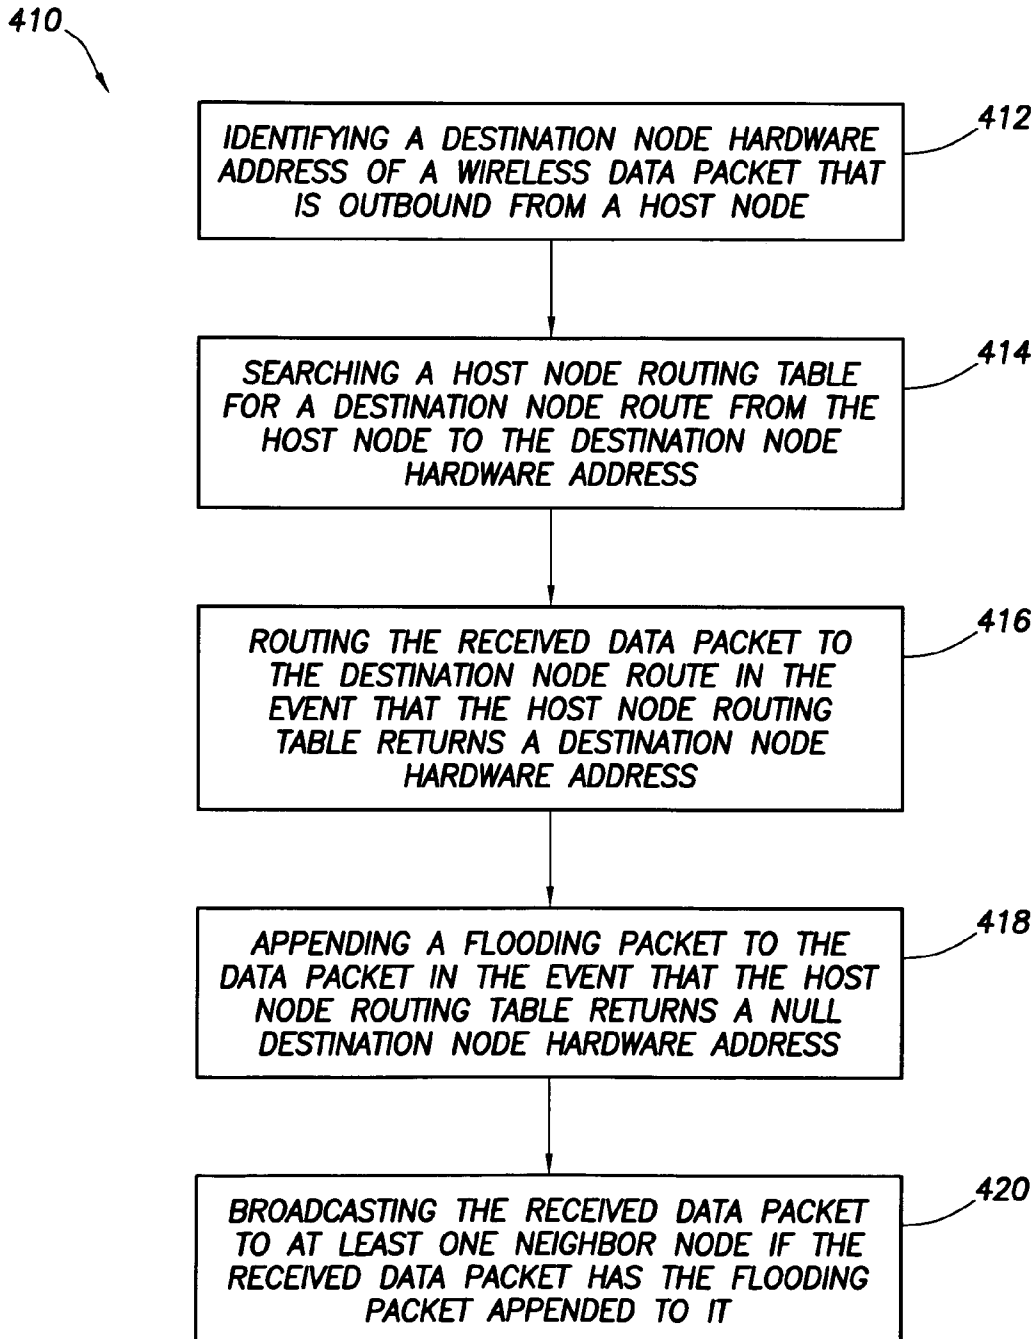 410
IDENTIFYING A DESTINATION NODE HARDWARE
ADDRESS OF A WIRELESS DATA PACKET THAT
IS OUTBOUND FROM A HOST NODE
412
SEARCHING A HOST NODE ROUTING TABLE
FOR A DESTINATION NODE ROUTE FROM THE
HOST NODE TO THE DESTINATION NODE
HARDWARE ADDRESS
414
ROUTING THE RECEIVED DATA PACKET TO
THE DESTINATION NODE ROUTE IN THE
EVENT THAT THE HOST NODE ROUTING
TABLE RETURNS A DESTINATION NODE
HARDWARE ADDRESS
416
APPENDING A FLOODING PACKET TO THE
DATA PACKET IN THE EVENT THAT THE HOST
NODE ROUTING TABLE RETURNS A NULL
DESTINATION NODE HARDWARE ADDRESS
418
BROADCASTING THE RECEIVED DATA PACKET
TO AT LEAST ONE NEIGHBOR NODE IF THE
RECEIVED DATA PACKET HAS THE FLOODING
PACKET APPENDED TO IT
420